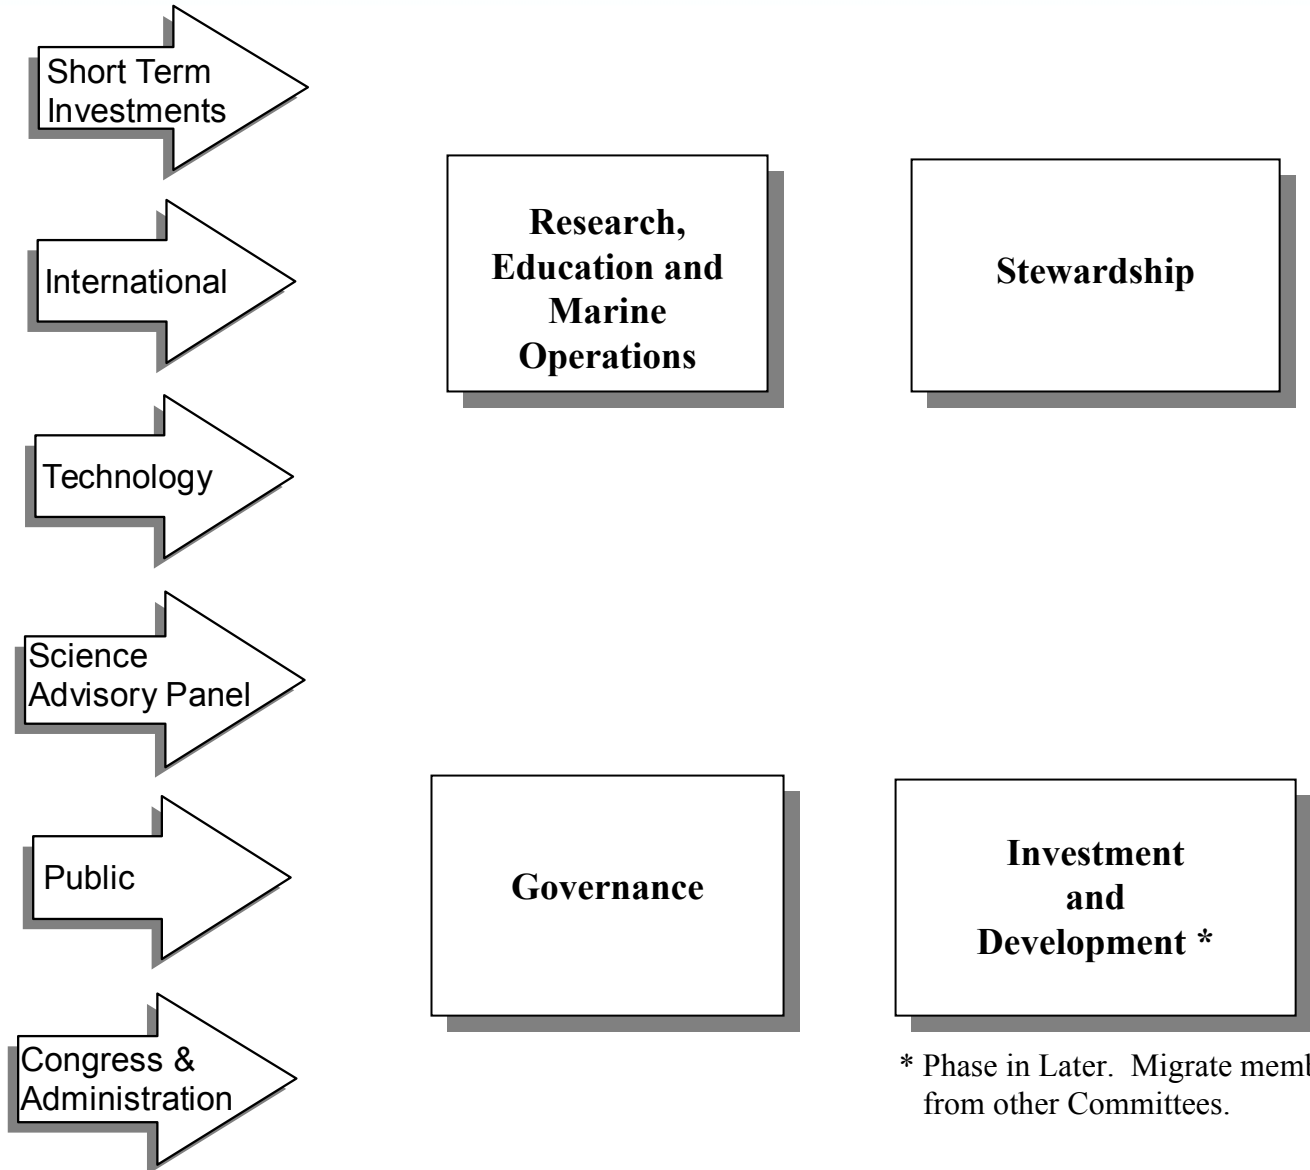 Short Term
Investments
International
Technology
Science
Advisory Panel
Public
Congress &
Administration
Research,
Education and
Marine
Operations
Stewardship
Governance
Investment
and
Development *
* Phase in Later. Migrate
from other Committees.